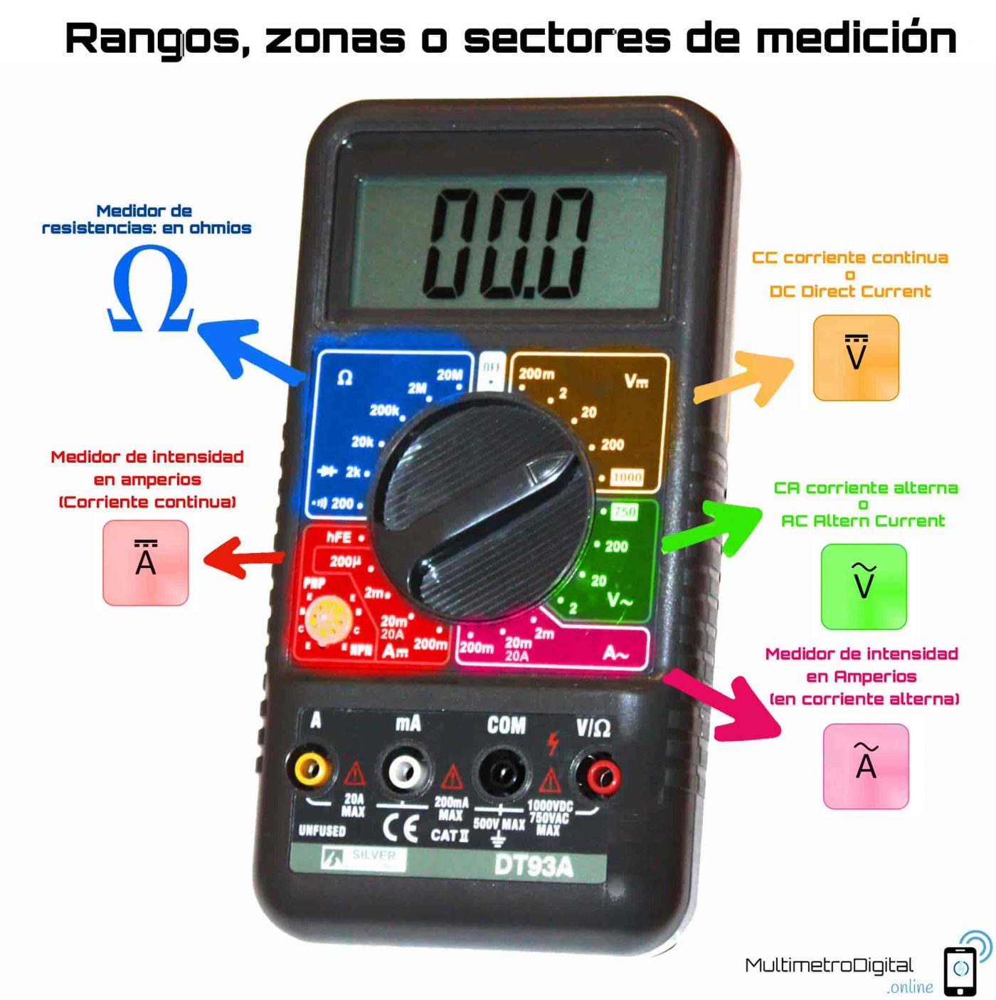 Rangos, zonas o sectores de medición
00.0
Medidor de
resistencias: en ohmios
Ω
CC corriente continua
o
DC Direct Current
V
Medidor de intensidad
en amperios
(Corriente continua)
A
CA corriente alterna
o
AC Altern Current
~
V
Medidor de intensidad
en Amperios
(en corriente alterna)
~
A
Ω
20M
2M
200k
20k
2k
200
OFF
200m
V⎓
2
20
200
1000
750
200
20
2
V~
hFE
200µ
2m
20m
20A
200m
A⎓
PNP
E
B
C
E
E
B
C
E
NPN
200m
20m
20A
2m
A~
A
mA
COM
V/Ω
20A
MAX
200mA
MAX
500V MAX
1000VDC
750VAC
MAX
UNFUSED
CE
CAT II
SILVER
DT93A
MultimetroDigital
.online